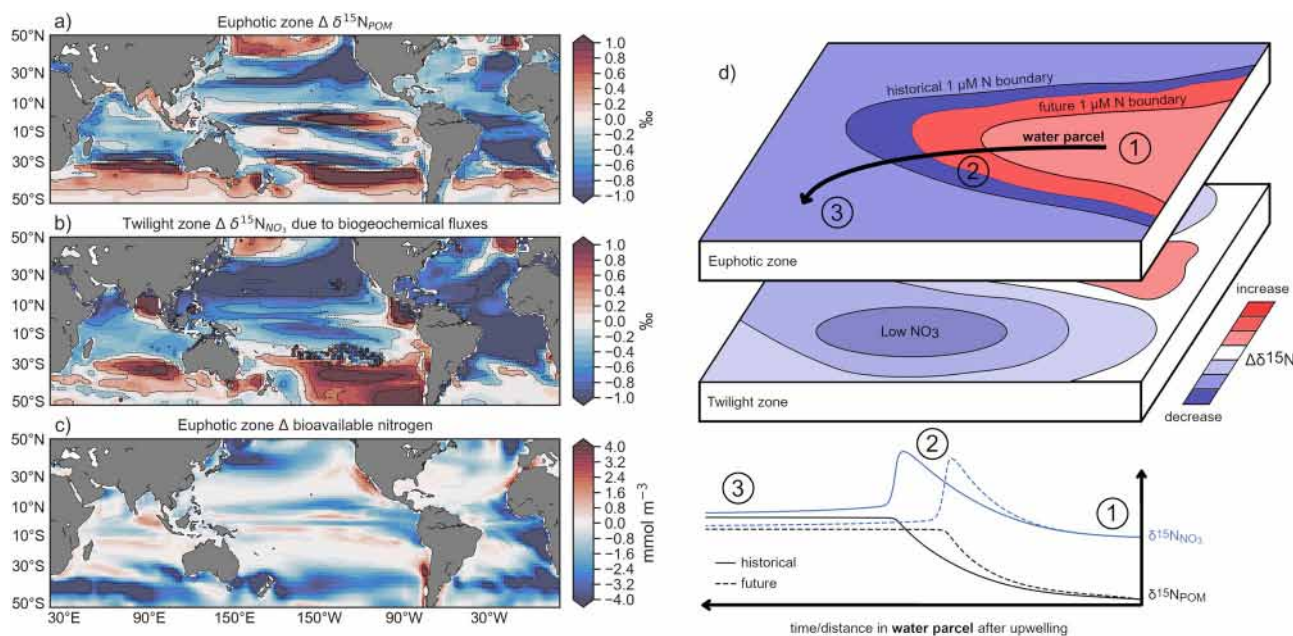 a)
Euphotic zone Δ δ¹⁵N_POM
50°N
30°N
10°N
10°S
30°S
50°S
1.0
0.8
0.6
0.4
0.2
0.0
−0.2
−0.4
−0.6
−0.8
−1.0
‰
b)
Twilight zone Δ δ¹⁵N_NO₃ due to biogeochemical fluxes
50°N
30°N
10°N
10°S
30°S
50°S
1.0
0.8
0.6
0.4
0.2
0.0
−0.2
−0.4
−0.6
−0.8
−1.0
‰
c)
Euphotic zone Δ bioavailable nitrogen
50°N
30°N
10°N
10°S
30°S
50°S
30°E
90°E
150°E
150°W
90°W
30°W
4.0
3.2
2.4
1.6
0.8
0.0
−0.8
−1.6
−2.4
−3.2
−4.0
mmol m⁻³
d)
historical 1 μM N boundary
future 1 μM N boundary
water parcel
1
2
3
Euphotic zone
Low NO₃
Twilight zone
increase
Δδ¹⁵N
decrease
3
2
1
δ¹⁵N_NO₃
historical
future
δ¹⁵N_POM
time/distance in water parcel after upwelling